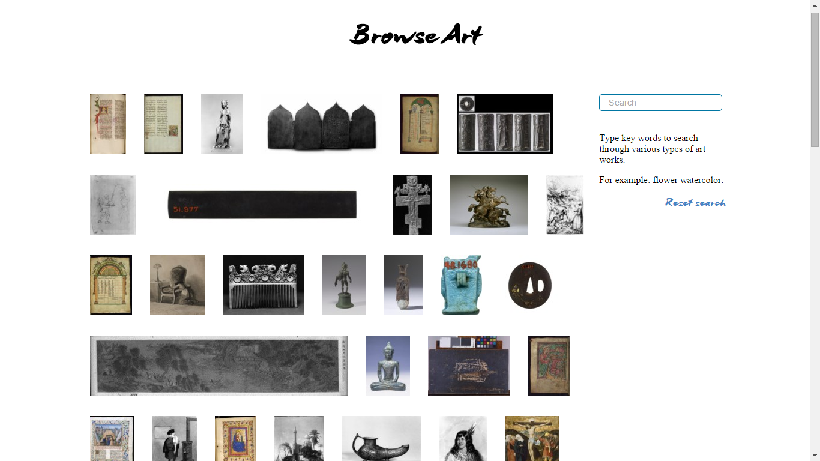 Browse Art
Search
Type key words to search
through various types of art
works.
For example: flower watercolor.
Reset search